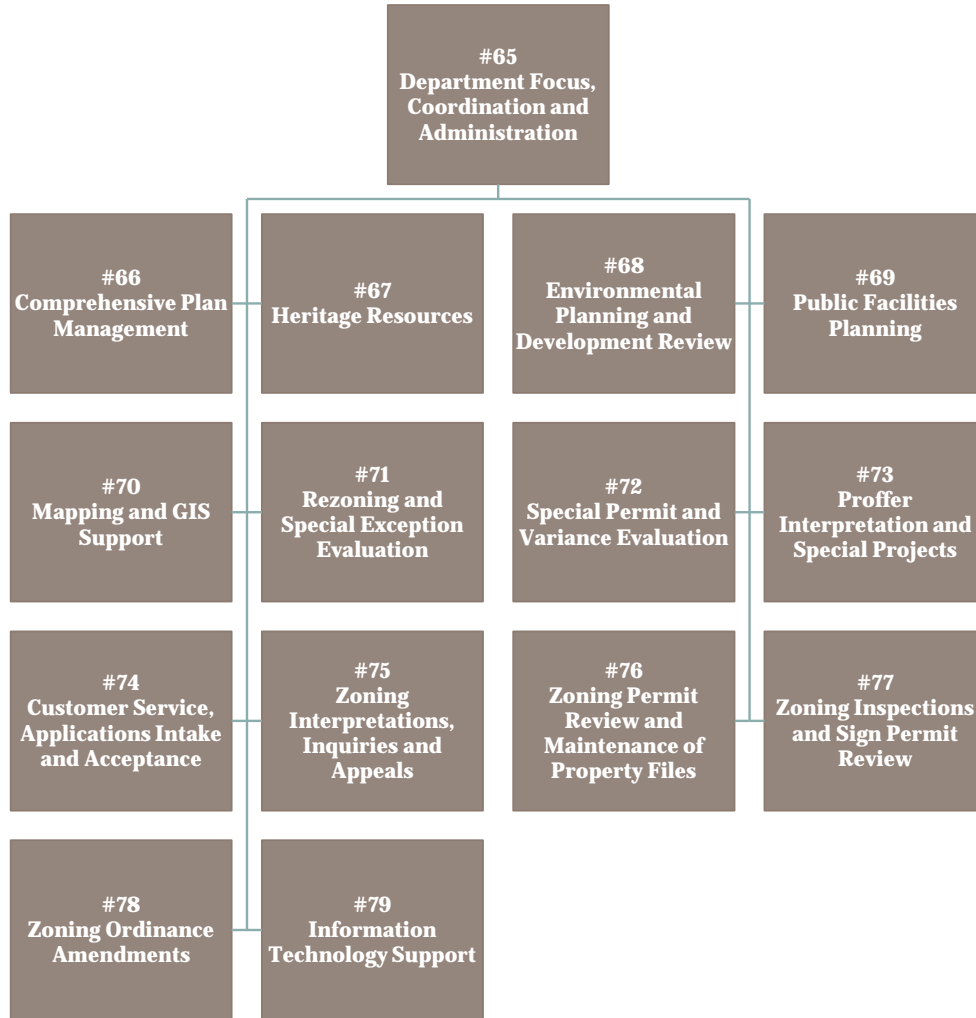 #65
Department Focus,
Coordination and
Administration
#66
Comprehensive Plan
Management
#67
Heritage Resources
#68
Environmental
Planning and
Development Review
#69
Public Facilities
Planning
#70
Mapping and GIS
Support
#71
Rezoning and
Special Exception
Evaluation
#72
Special Permit and
Variance Evaluation
#73
Proffer
Interpretation and
Special Projects
#74
Customer Service,
Applications Intake
and Acceptance
#75
Zoning
Interpretations,
Inquiries and
Appeals
#76
Zoning Permit
Review and
Maintenance of
Property Files
#77
Zoning Inspections
and Sign Permit
Review
#78
Zoning Ordinance
Amendments
#79
Information
Technology Support